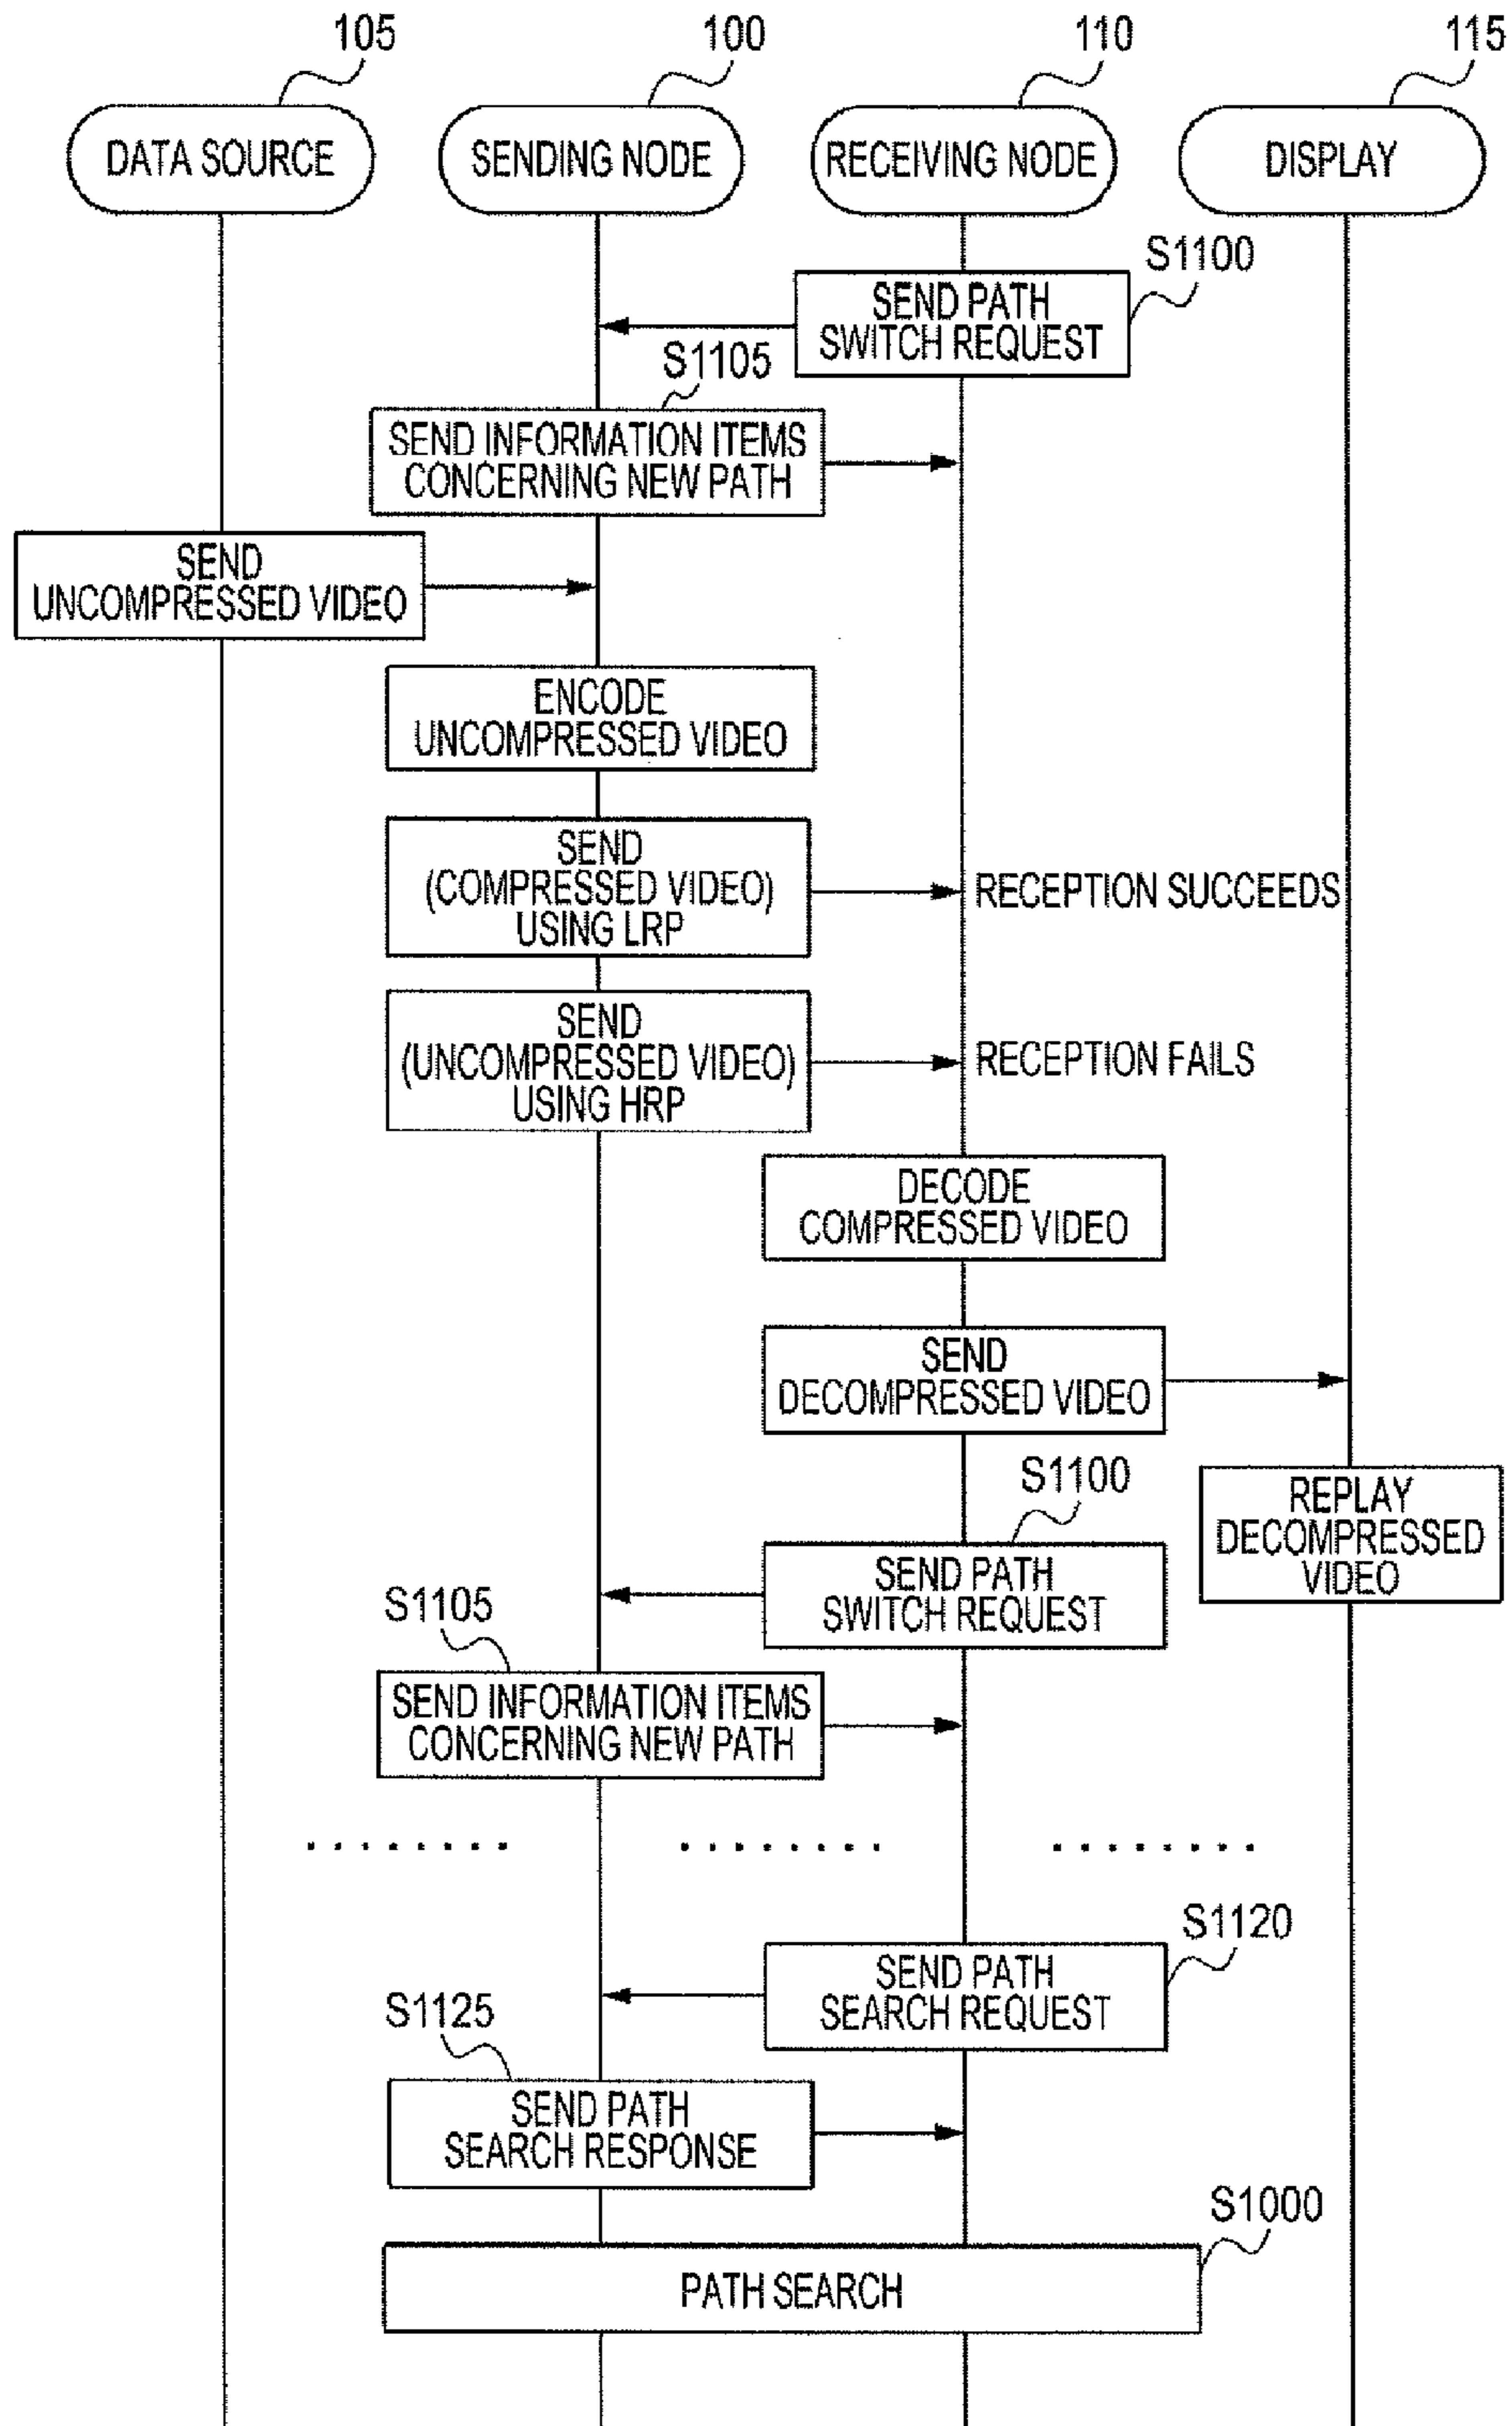 105
100
110
115
DATA SOURCE
SENDING NODE
RECEIVING NODE
DISPLAY
S1100
SEND PATH
SWITCH REQUEST
S1105
SEND INFORMATION ITEMS
CONCERNING NEW PATH
SEND
UNCOMPRESSED VIDEO
ENCODE
UNCOMPRESSED VIDEO
SEND
(COMPRESSED VIDEO)
USING LRP
RECEPTION SUCCEEDS
SEND
(UNCOMPRESSED VIDEO)
USING HRP
RECEPTION FAILS
DECODE
COMPRESSED VIDEO
SEND
DECOMPRESSED VIDEO
S1100
REPLAY
DECOMPRESSED
VIDEO
SEND PATH
SWITCH REQUEST
S1105
SEND INFORMATION ITEMS
CONCERNING NEW PATH
S1120
SEND PATH
SEARCH REQUEST
S1125
SEND PATH
SEARCH RESPONSE
S1000
PATH SEARCH